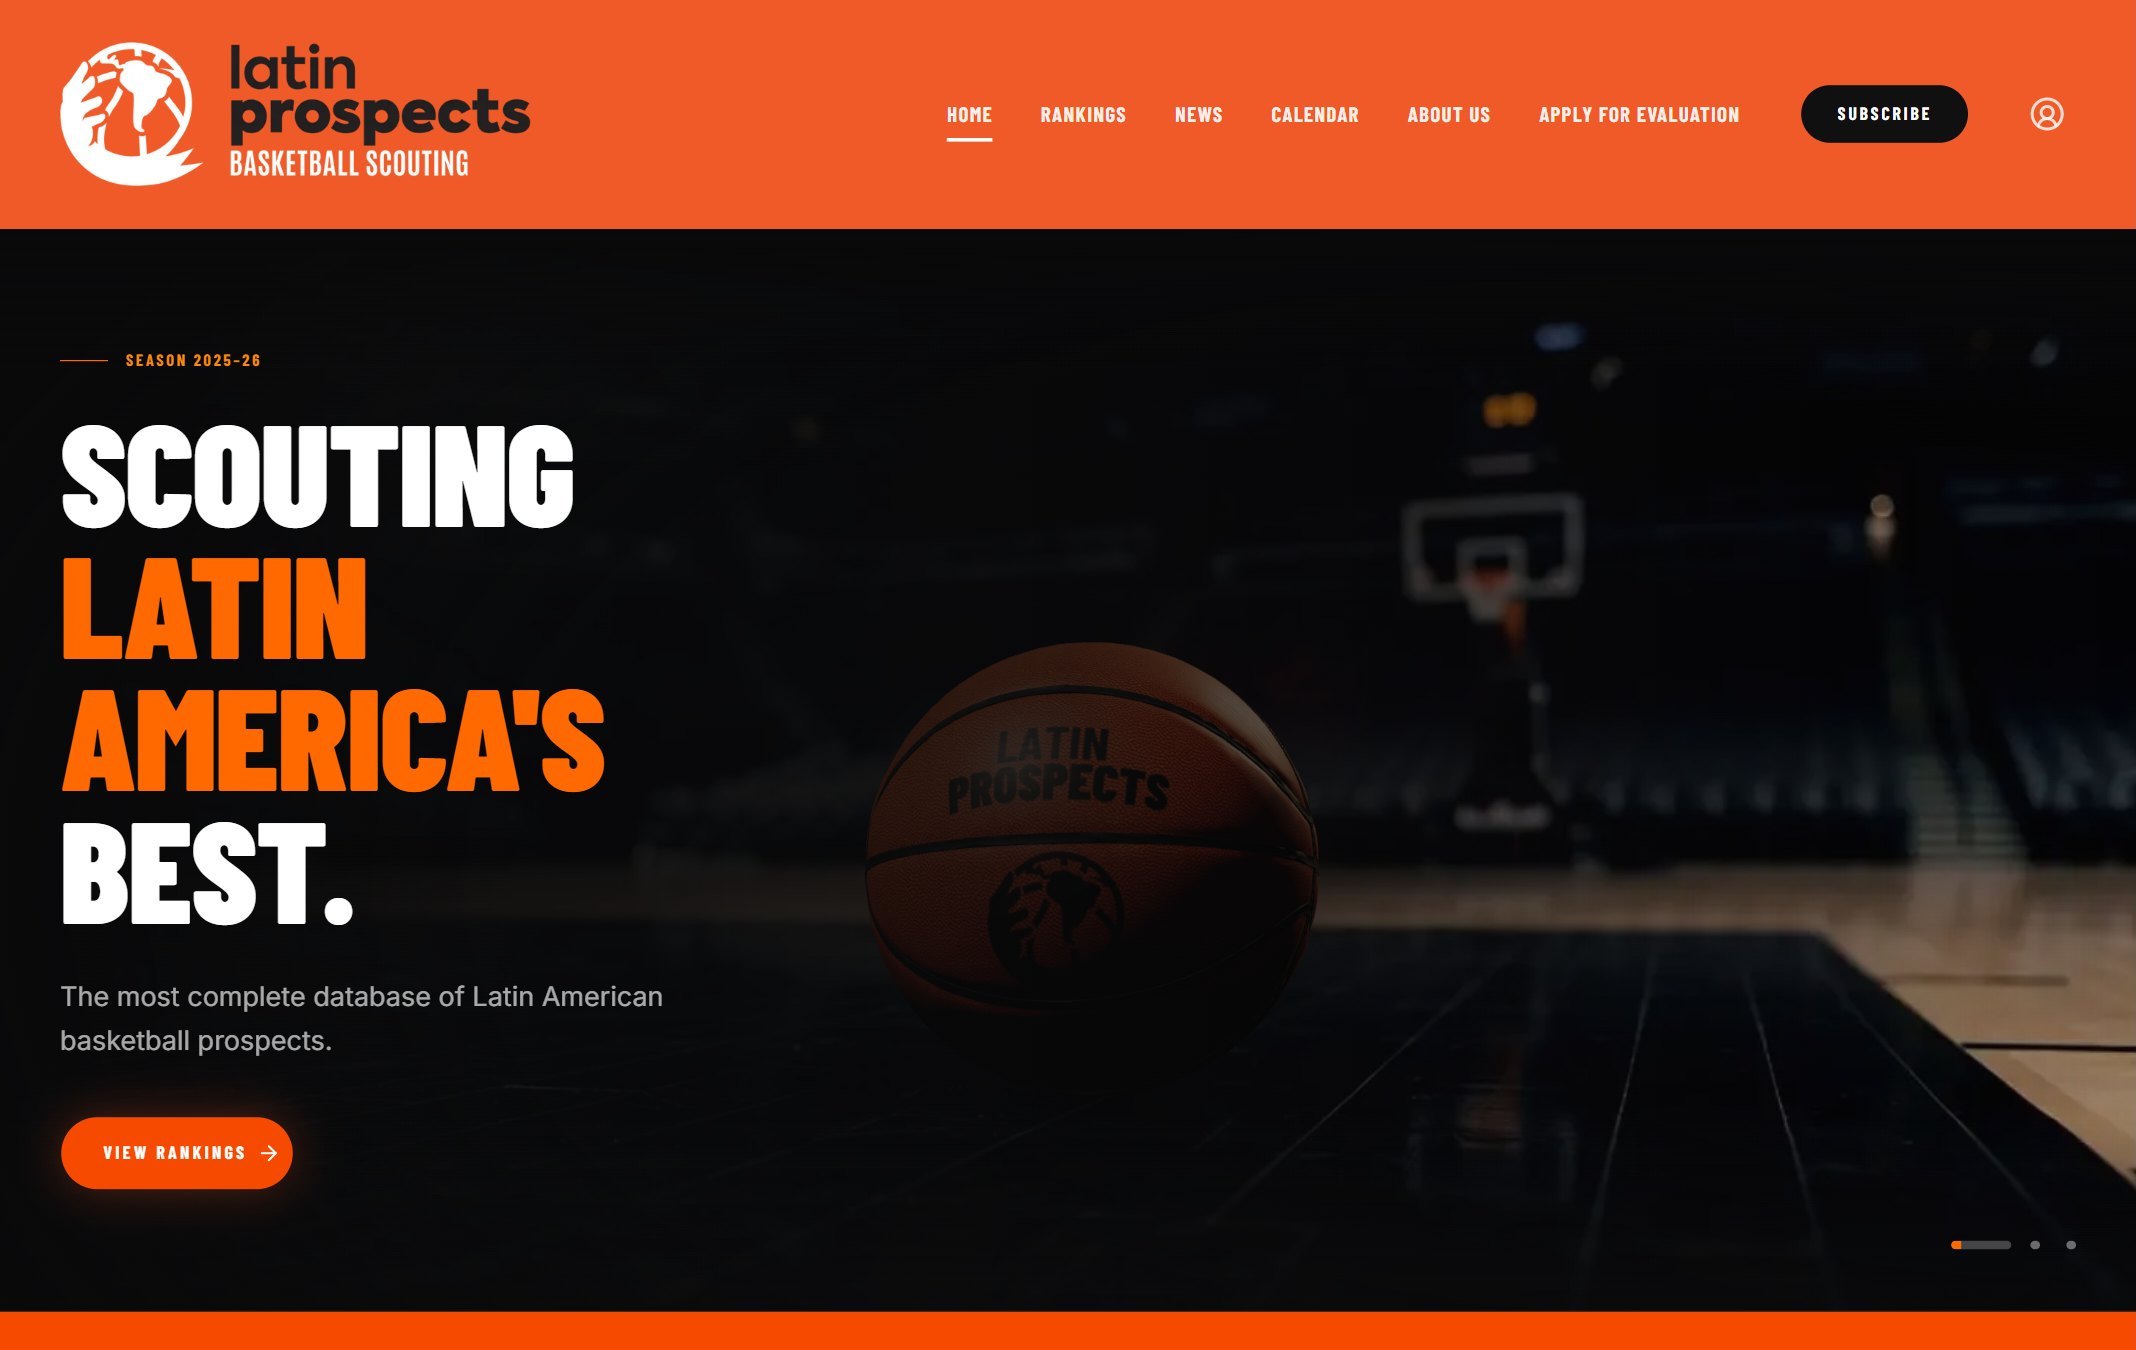 latin
prospects
BASKETBALL SCOUTING
HOME RANKINGS NEWS CALENDAR ABOUT US APPLY FOR EVALUATION SUBSCRIBE
SEASON 2025-26
SCOUTING
LATIN
AMERICA'S
BEST.
LATIN
PROSPECTS
The most complete database of Latin American
basketball prospects.
VIEW RANKINGS